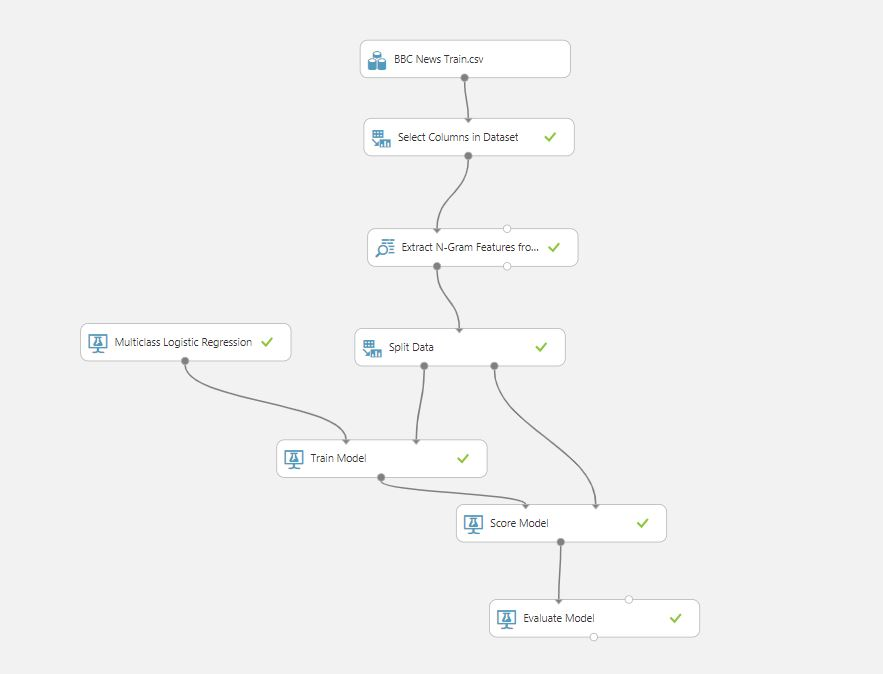 BBC News Train.csv
Select Columns in Dataset
Extract N-Gram Features fro...
Multiclass Logistic Regression
Split Data
Train Model
Score Model
Evaluate Model